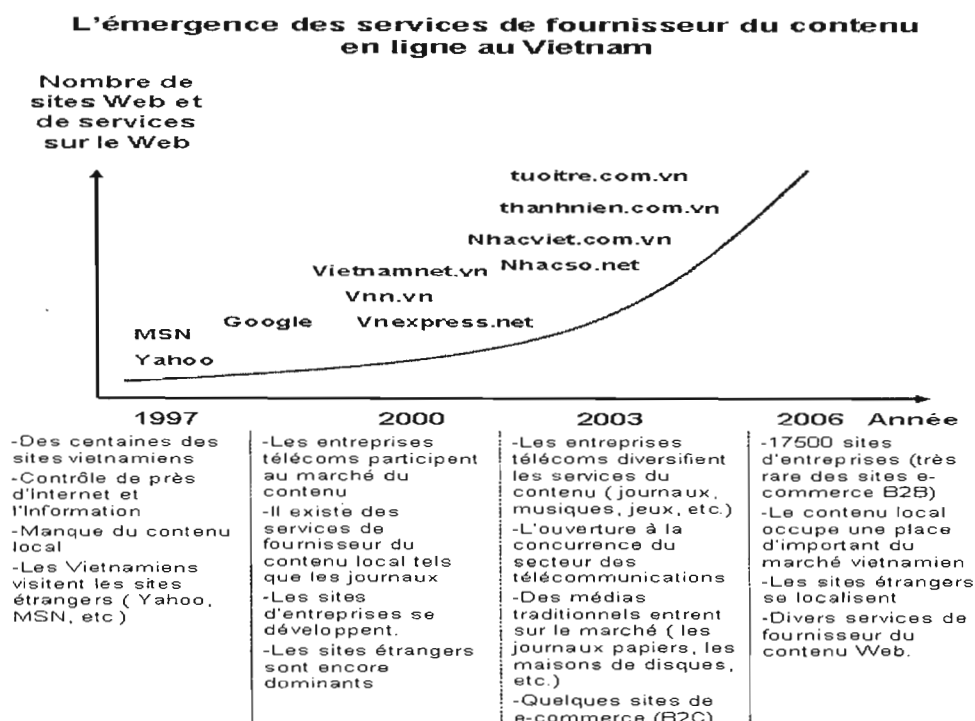 L'émergence des services de fournisseur du contenu
en ligne au Vietnam
Nombre de
sites Web et
de services
sur le Web
tuoitre.com.vn
thanhnien.com.vn
Nhacviet.com.vn
Nhacso.net
Vietnamnet.vn
Vnn.vn
Vnexpress.net
Google
MSN
Yahoo
1997
2000
2003
2006
Année
-Des centaines des
sites vietnamiens
-Contrôle de près
d'Internet et
l'Information
-Manque du contenu
local
-Les Vietnamiens
visitent les sites
étrangers ( Yahoo,
MSN, etc )
-Les entreprises
télécoms participent
au marché du
contenu
-Il existe des
services de
fournisseur du
contenu local tels
que les journaux
-Les sites
d'entreprises se
développent.
-Les sites étrangers
sont encore
dominants
-Les entreprises
télécoms diversifient
les services du
contenu ( journaux,
musiques, jeux, etc.)
-L'ouverture à la
concurrence du
secteur des
télécommunications
-Des médias
traditionnels entrent
sur le marché ( les
journaux papiers, les
maisons de disques,
etc.)
-Quelques sites de
e-commerce (B2C)
-17500 sites
d'entreprises (très
rare des sites e-
commerce B2B)
-Le contenu local
occupe une place
d'important du
marché vietnamien
-Les sites étrangers
se localisent
-Divers services de
fournisseur du
contenu Web.